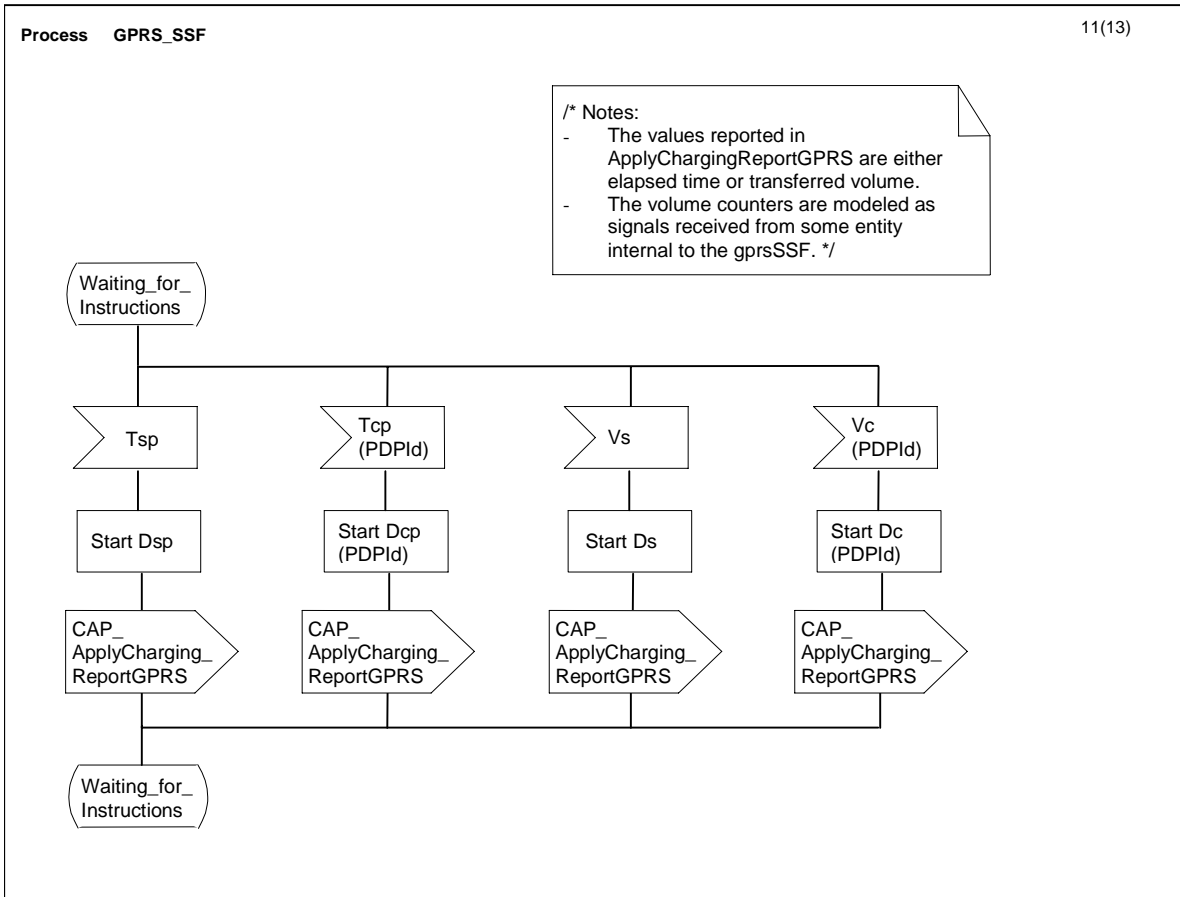 Process GPRS_SSF
11(13)
/* Notes:
- The values reported in
ApplyChargingReportGPRS are either
elapsed time or transferred volume.
- The volume counters are modeled as
signals received from some entity
internal to the gprsSSF. */
Waiting_for_
Instructions
Tsp
Tcp
(PDPId)
Vs
Vc
(PDPId)
Start Dsp
Start Dcp
(PDPId)
Start Ds
Start Dc
(PDPId)
CAP_
ApplyCharging_
ReportGPRS
CAP_
ApplyCharging_
ReportGPRS
CAP_
ApplyCharging_
ReportGPRS
CAP_
ApplyCharging_
ReportGPRS
Waiting_for_
Instructions